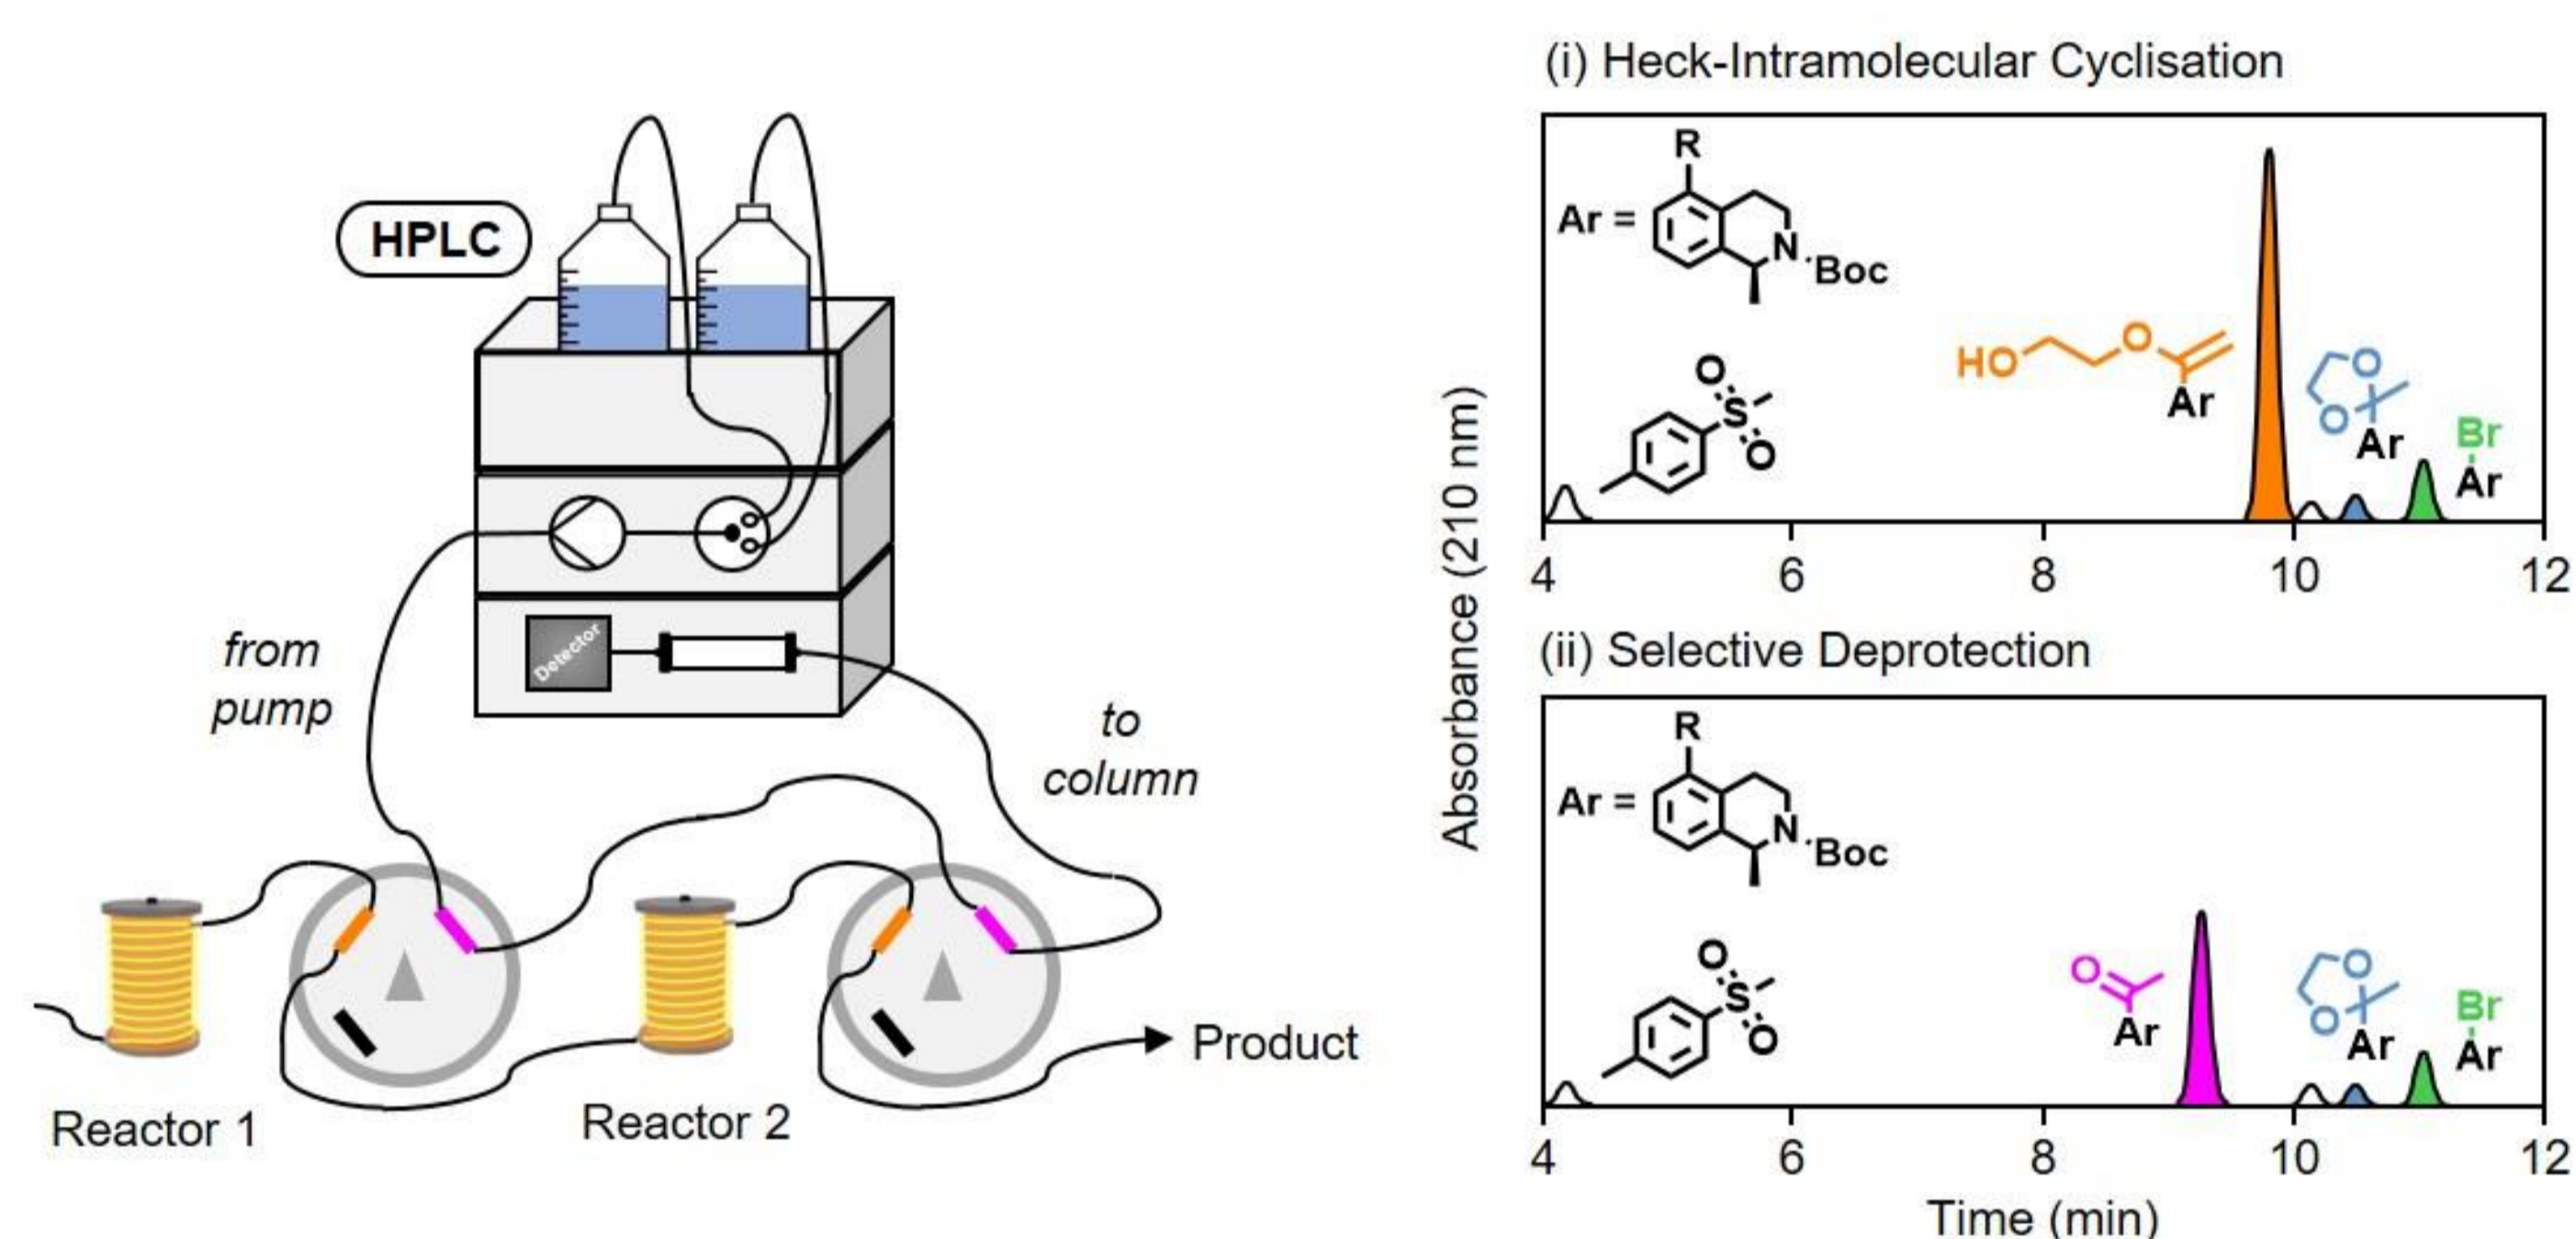 HPLC
Detector
from
pump
to
column
Reactor 1
Reactor 2
Product
Absorbance (210 nm)
(i) Heck-Intramolecular Cyclisation
R
Ar =
N
Boc
O
S
O
HO
O
Ar
O
O
Ar
Br
Ar
4 6 8 10 12
(ii) Selective Deprotection
R
Ar =
N
Boc
O
S
O
O
Ar
O
O
Ar
Br
Ar
4 6 8 10 12
Time (min)